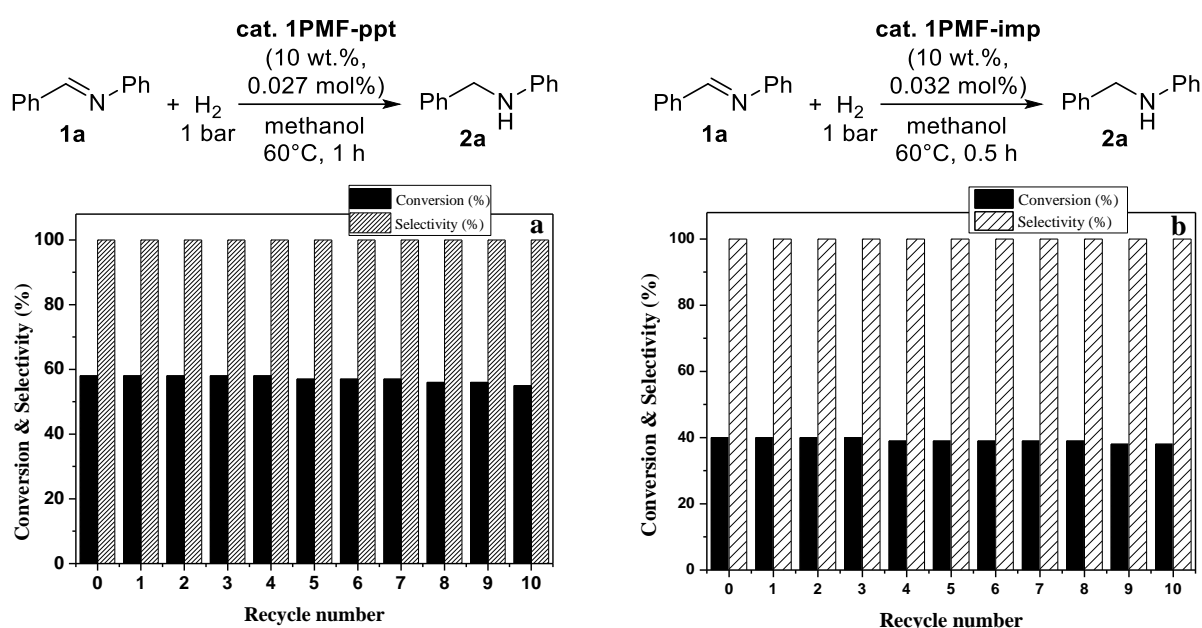 cat. 1PMF-ppt
(10 wt.%,
0.027 mol%)
Ph N Ph + H2
1 bar
methanol
60°C, 1 h
Ph N Ph
H
1a
2a
Conversion (%)
Selectivity (%)
a
Conversion & Selectivity (%)
100
80
60
40
20
0
0 1 2 3 4 5 6 7 8 9 10
Recycle number
cat. 1PMF-imp
(10 wt.%,
0.032 mol%)
Ph N Ph + H2
1 bar
methanol
60°C, 0.5 h
Ph N Ph
H
1a
2a
Conversion (%)
Selectivity (%)
b
Conversion & Selectivity (%)
100
80
60
40
20
0
0 1 2 3 4 5 6 7 8 9 10
Recycle number